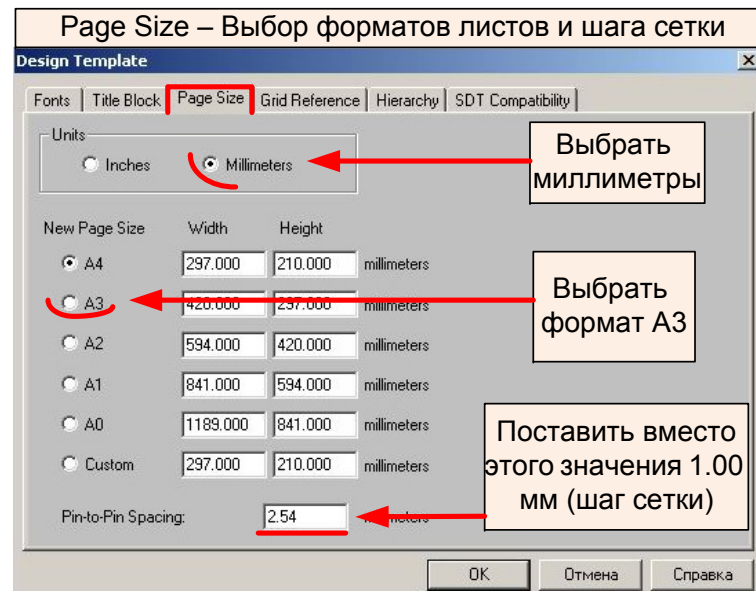 Page Size – Выбор форматов листов и шага сетки
Design Template
Fonts Title Block Page Size Grid Reference Hierarchy SDT Compatibility
Units
Inches Millimeters
Выбрать
миллиметры
New Page Size Width Height
A4 297.000 210.000 millimeters
A3 420.000 297.000 millimeters
Выбрать
формат А3
A2 594.000 420.000 millimeters
A1 841.000 594.000 millimeters
A0 1189.000 841.000 millimeters
Custom 297.000 210.000 millimeters
Поставить вместо
этого значения 1.00
мм (шаг сетки)
Pin-to-Pin Spacing: 2.54 millimeters
OK Отмена Справка